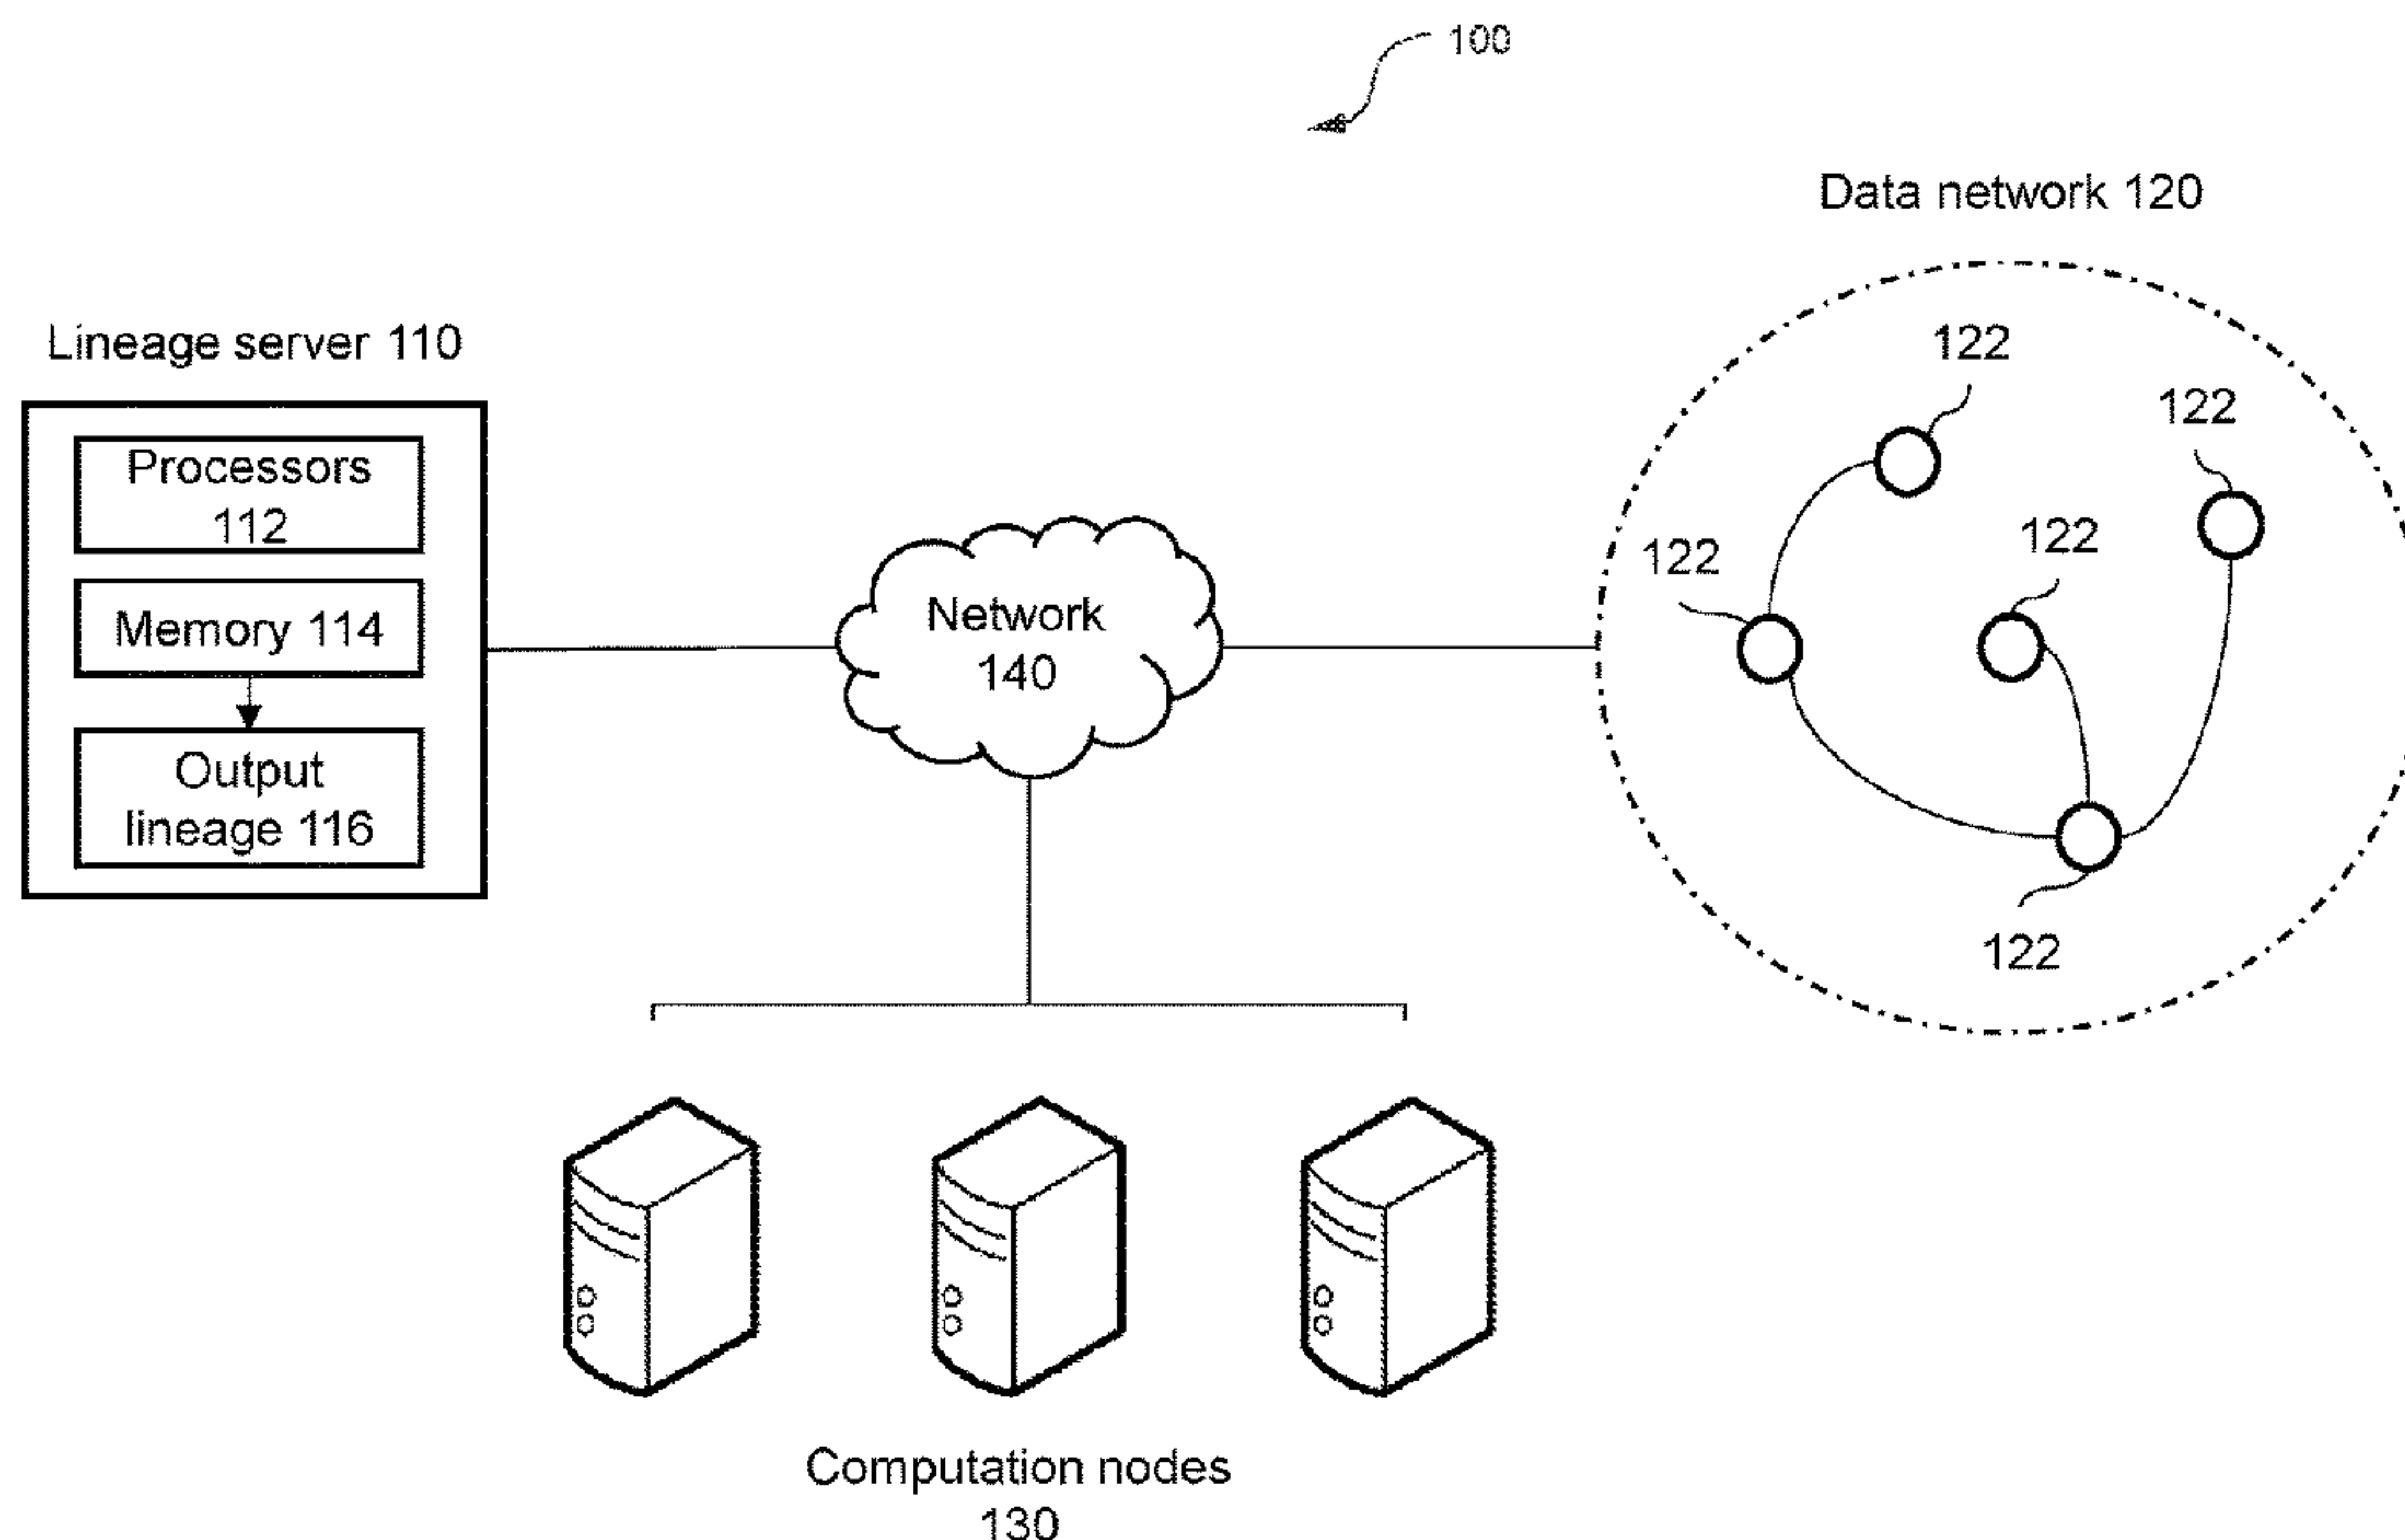 100
Data network 120
Lineage server 110
122
122
Processors
112
122
122
Network
140
Memory 114
Output
lineage 116
122
Computation nodes
130